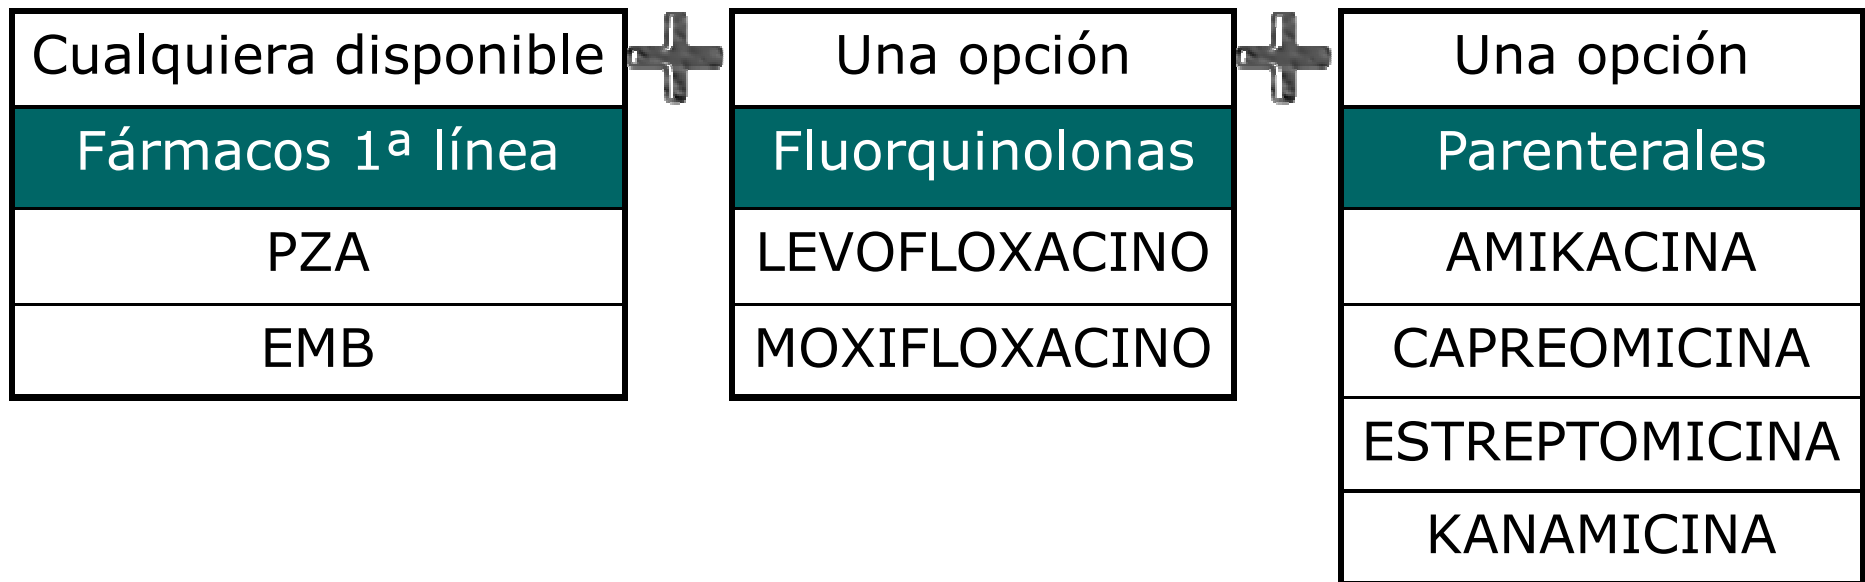 Cualquiera disponible
Fármacos 1ª línea
PZA
EMB
Una opción
Fluorquinolonas
LEVOFLOXACINO
MOXIFLOXACINO
Una opción
Parenterales
AMIKACINA
CAPREOMICINA
ESTREPTOMICINA
KANAMICINA